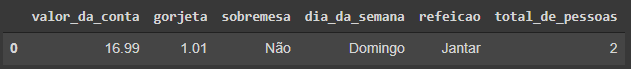 valor_da_conta gorjeta sobremesa dia_da_semana refeicao total_de_pessoas
0 16.99 1.01 Não Domingo Jantar 2